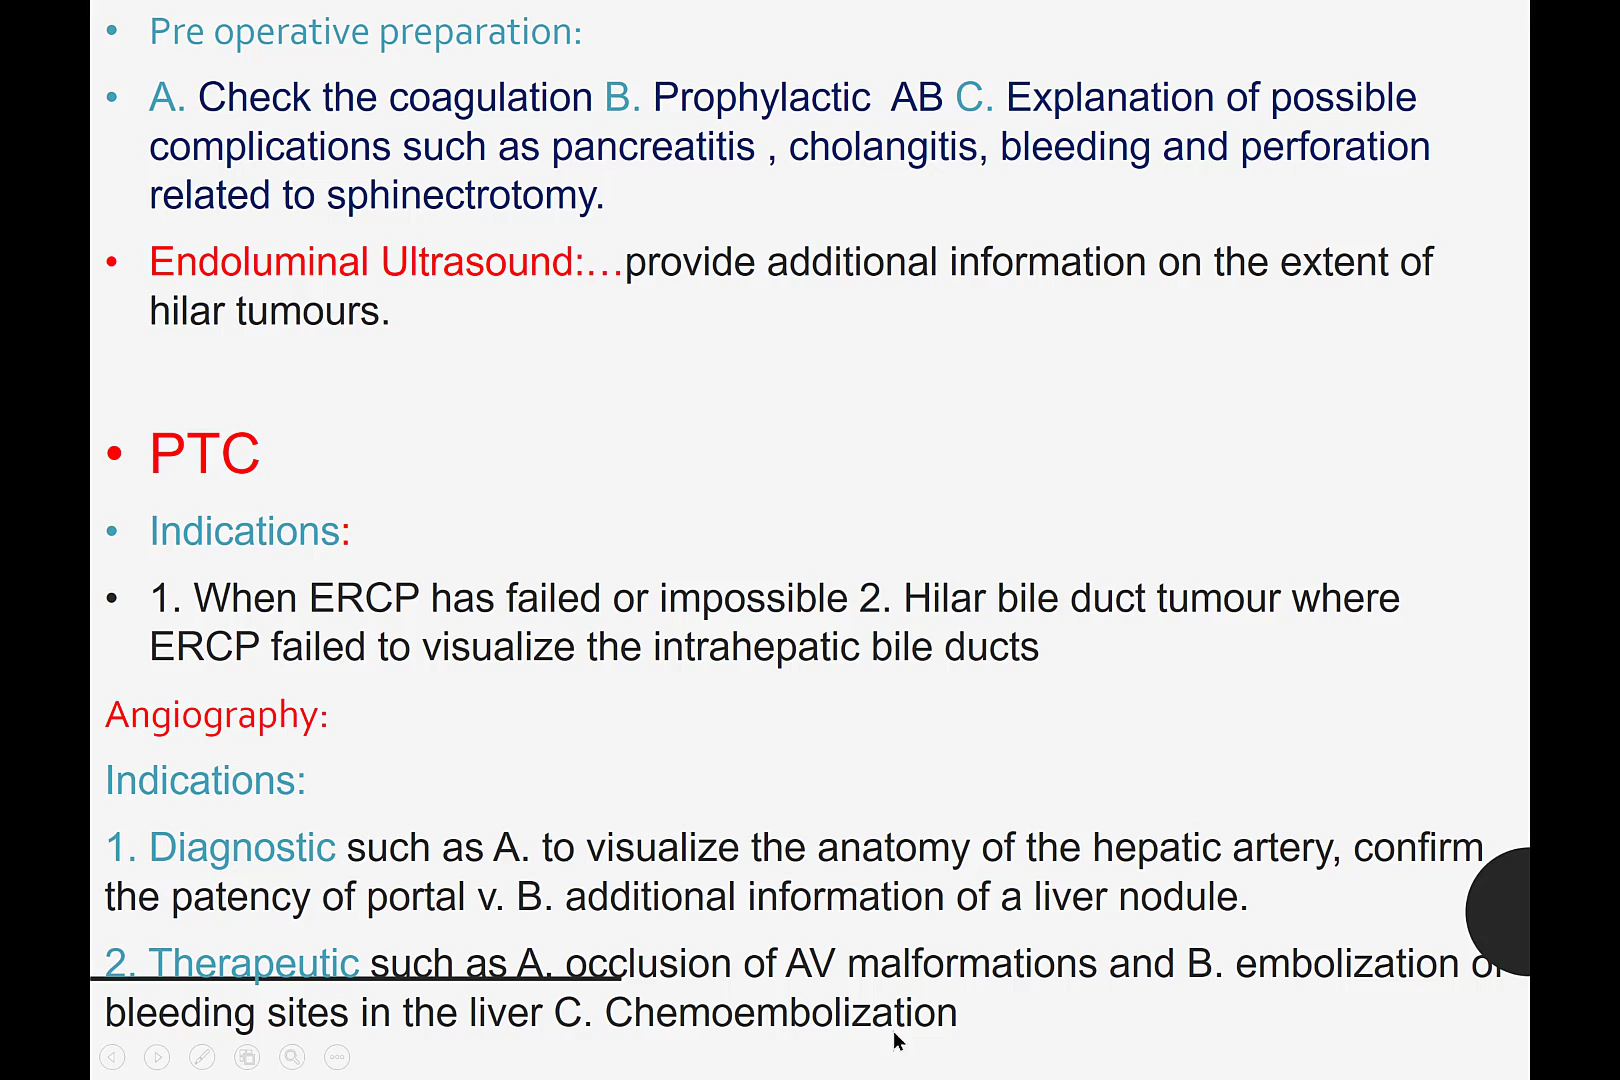 • Pre operative preparation:
• A. Check the coagulation B. Prophylactic AB C. Explanation of possible
complications such as pancreatitis , cholangitis, bleeding and perforation
related to sphinectrotomy.
• Endoluminal Ultrasound:…provide additional information on the extent of
hilar tumours.
• PTC
• Indications:
• 1. When ERCP has failed or impossible 2. Hilar bile duct tumour where
ERCP failed to visualize the intrahepatic bile ducts
Angiography:
Indications:
1. Diagnostic such as A. to visualize the anatomy of the hepatic artery, confirm
the patency of portal v. B. additional information of a liver nodule.
2. Therapeutic such as A. occlusion of AV malformations and B. embolization of
bleeding sites in the liver C. Chemoembolization